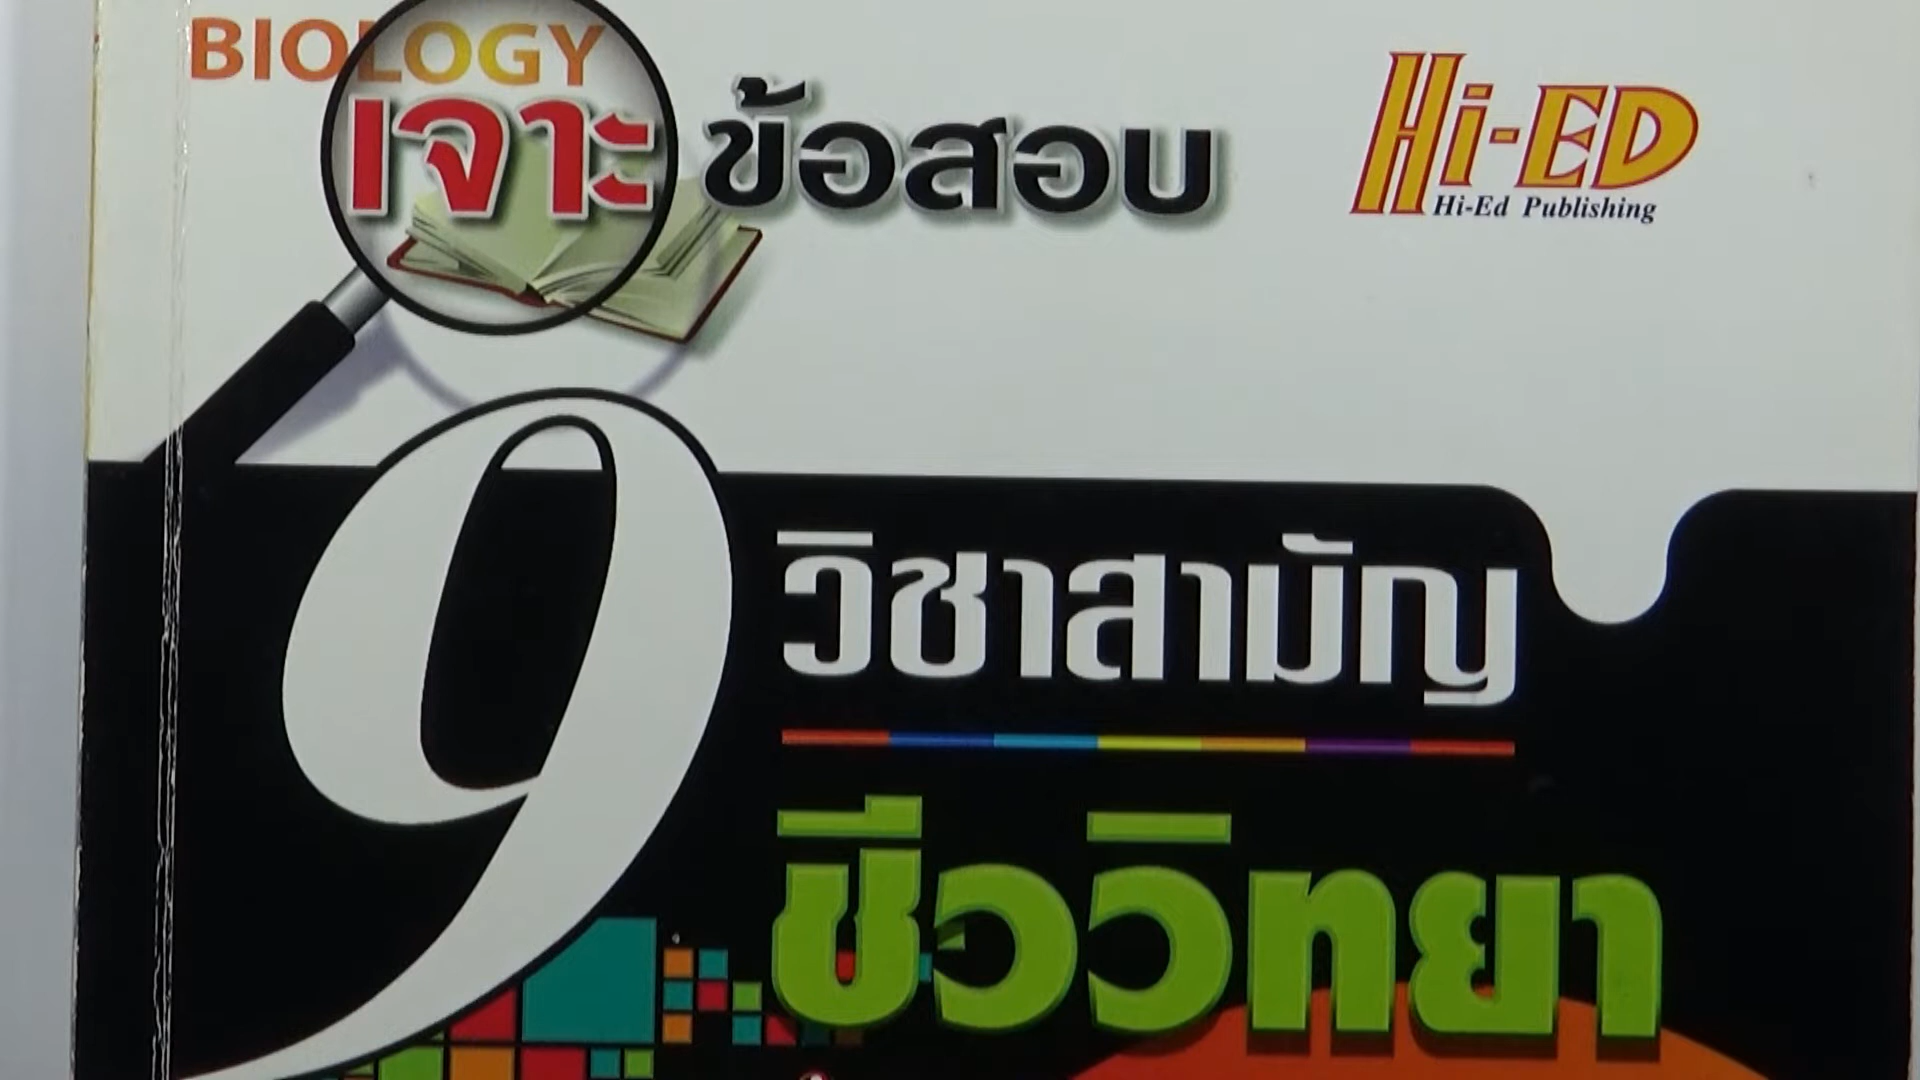 BIOLOGY
เจาะ ข้อสอบ
Hi-ED
Hi-Ed Publishing
9 วิชาสามัญ
ชีววิทยา